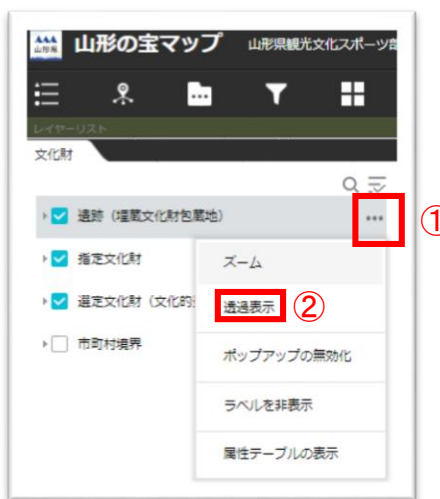 山形県
山形の宝マップ 山形県観光文化スポーツ部
レイヤーリスト
文化財
遺跡（埋蔵文化財包蔵地）
①
指定文化財
ズーム
選定文化財（文化的
透過表示 ②
市町村境界
ポップアップの無効化
ラベルを非表示
属性テーブルの表示